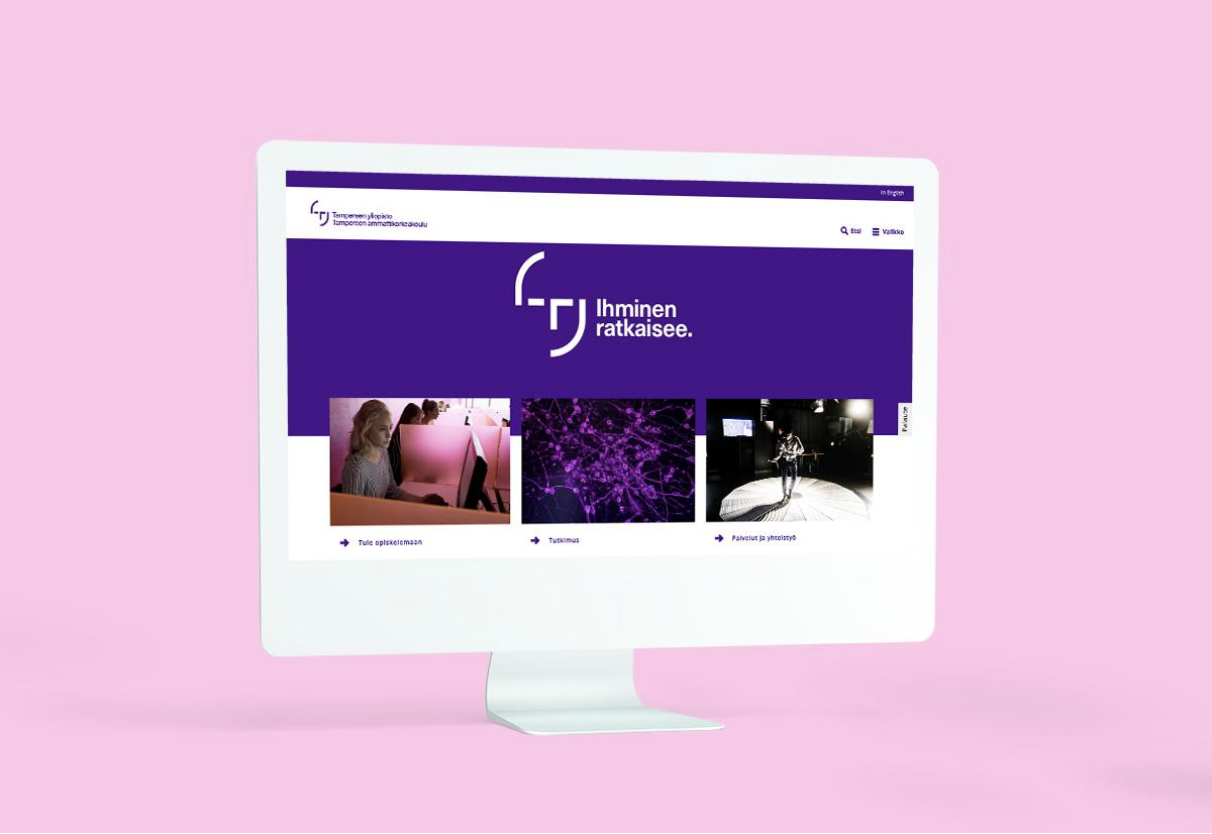 In English
Tampereen yliopisto
Tampereen ammattikorkeakoulu
Etsi
Valikko
Ihminen
ratkaisee.
Palaute
Tule opiskelemaan
Tutkimus
Palvelut ja yhteistyö